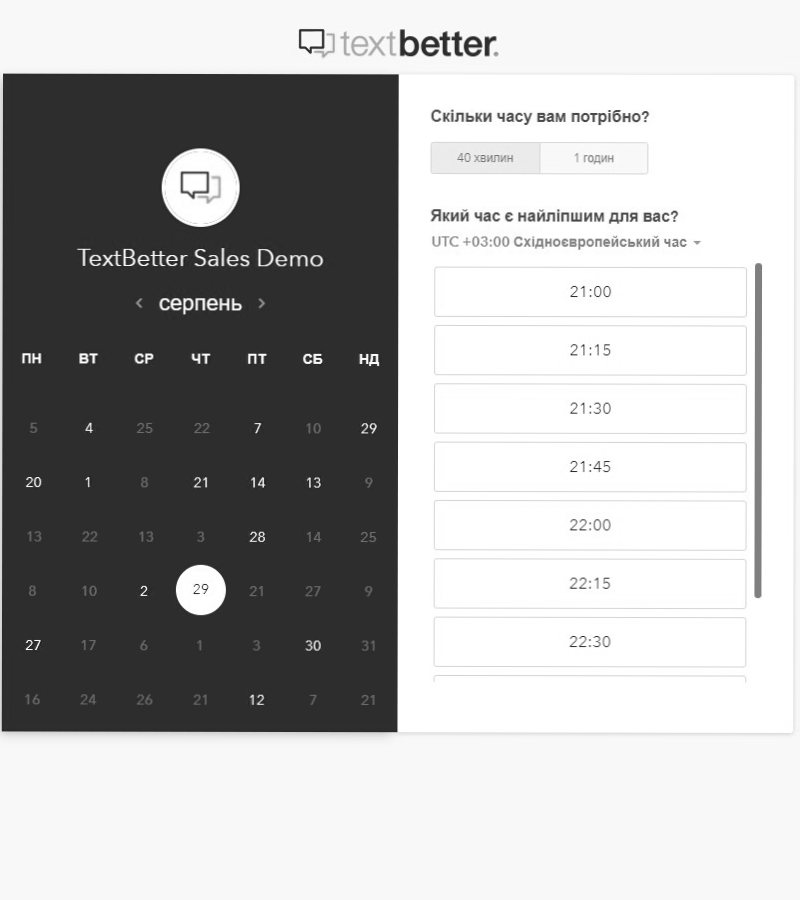 textbetter.
TextBetter Sales Demo
серпень
ПН ВТ СР ЧТ ПТ СБ НД
5 4 25 22 7 10 29
20 1 8 21 14 13 9
13 22 13 3 28 14 25
8 10 2 29 21 27 9
27 17 6 1 3 30 31
16 24 26 21 12 7 21
Скільки часу вам потрібно?
40 хвилин 1 годин
Який час є найліпшим для вас?
UTC +03:00 Східноєвропейський час
21:00
21:15
21:30
21:45
22:00
22:15
22:30